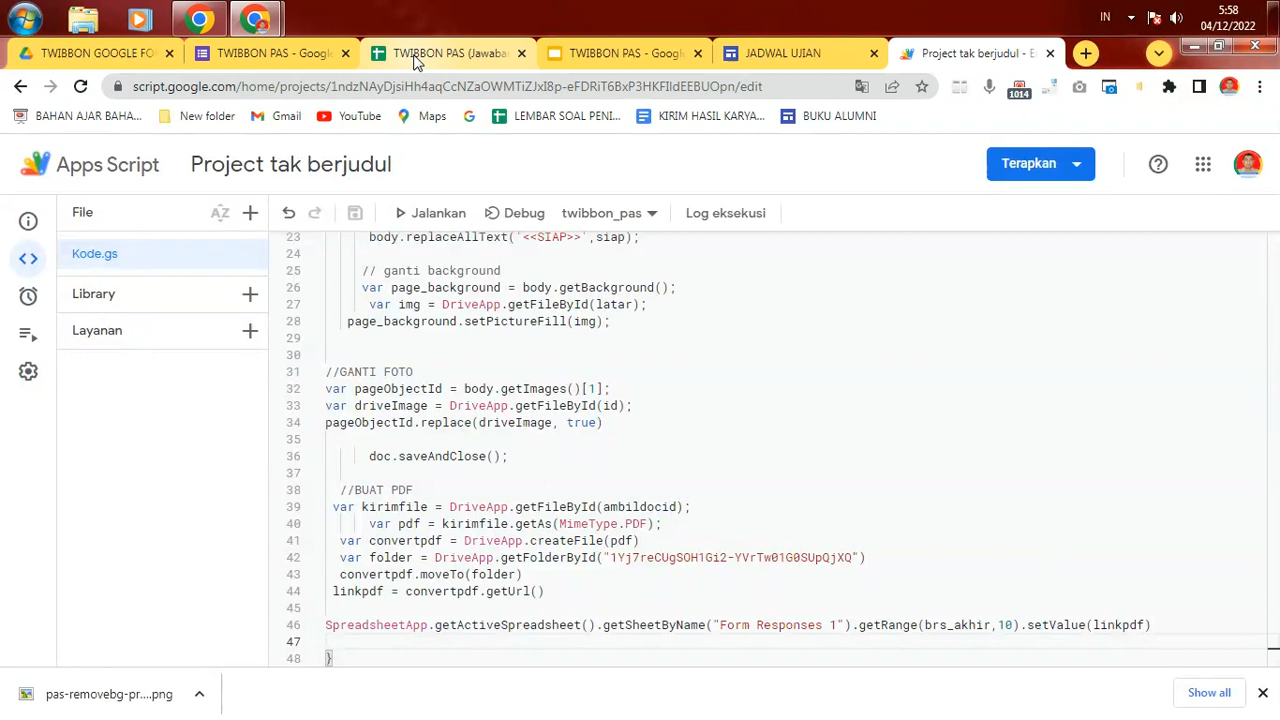 5:58
IN
04/12/2022
TWIBBON GOOGLE FO
TWIBBON PAS - Googl
TWIBBON PAS (Jawaba
TWIBBON PAS - Googl
JADWAL UJIAN
Project tak berjudul - E
script.google.com/home/projects/1ndzNAyDjsiHh4aqCcNZaOWMTiZJxI8p-eFDRiT6BxP3HKFIldEEBUOpn/edit
1014
BAHAN AJAR BAHA...
New folder
Gmail
YouTube
Maps
LEMBAR SOAL PENI...
KIRIM HASIL KARYA...
BUKU ALUMNI
Apps Script
Project tak berjudul
Terapkan
File
AZ
Jalankan
Debug
twibbon_pas
Log eksekusi
Kode.gs
Library
Layanan
23 body.replaceAllText('<<SIAP>>',siap);
24
25 // ganti background
26 var page_background = body.getBackground();
27 var img = DriveApp.getFileById(latar);
28 page_background.setPictureFill(img);
29
30
31 //GANTI FOTO
32 var pageObjectId = body.getImages()[1];
33 var driveImage = DriveApp.getFileById(id);
34 pageObjectId.replace(driveImage, true)
35
36 doc.saveAndClose();
37
38 //BUAT PDF
39 var kirimfile = DriveApp.getFileById(ambildocid);
40 var pdf = kirimfile.getAs(MimeType.PDF);
41 var convertpdf = DriveApp.createFile(pdf)
42 var folder = DriveApp.getFolderById("1Yj7reCUgSOH1Gi2-YVrTw01G0SUpQjXQ")
43 convertpdf.moveTo(folder)
44 linkpdf = convertpdf.getUrl()
45
46 SpreadsheetApp.getActiveSpreadsheet().getSheetByName("Form Responses 1").getRange(brs_akhir,10).setValue(linkpdf)
47
48 }
pas-removebg-pr....png
Show all